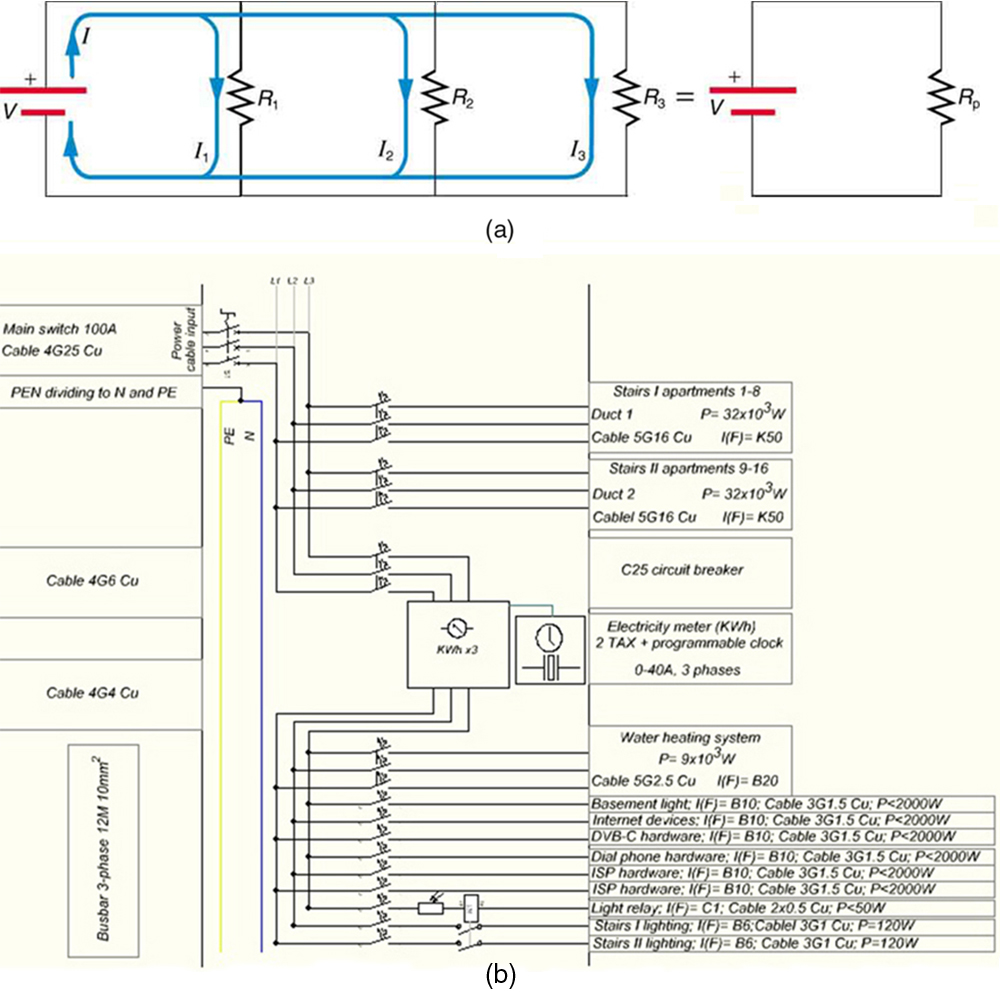 I
+
V
I₁
R₁
I₂
R₂
I₃
R₃
=
+
V
Rₚ
(a)
L1 L2 L3
Main switch 100A
Cable 4G25 Cu
Power
cable input
PEN dividing to N and PE
PE
N
Stairs I apartments 1-8
Duct 1 P= 32x10³W
Cable 5G16 Cu I(F)= K50
Stairs II apartments 9-16
Duct 2 P= 32x10³W
Cablel 5G16 Cu I(F)= K50
Cable 4G6 Cu
C25 circuit breaker
KWh x3
Electricity meter (KWh)
2 TAX + programmable clock
0-40A, 3 phases
Cable 4G4 Cu
Busbar 3-phase 12M 10mm²
Water heating system
P= 9x10³W
Cable 5G2.5 Cu I(F)= B20
Basement light; I(F)= B10; Cable 3G1.5 Cu; P<2000W
Internet devices; I(F)= B10; Cable 3G1.5 Cu; P<2000W
DVB-C hardware; I(F)= B10; Cable 3G1.5 Cu; P<2000W
Dial phone hardware; I(F)= B10; Cable 3G1.5 Cu; P<2000W
ISP hardware; I(F)= B10; Cable 3G1.5 Cu; P<2000W
ISP hardware; I(F)= B10; Cable 3G1.5 Cu; P<2000W
Light relay; I(F)= C1; Cable 2x0.5 Cu; P<50W
Stairs I lighting; I(F)= B6;Cablel 3G1 Cu; P=120W
Stairs II lighting; I(F)= B6; Cable 3G1 Cu; P=120W
(b)